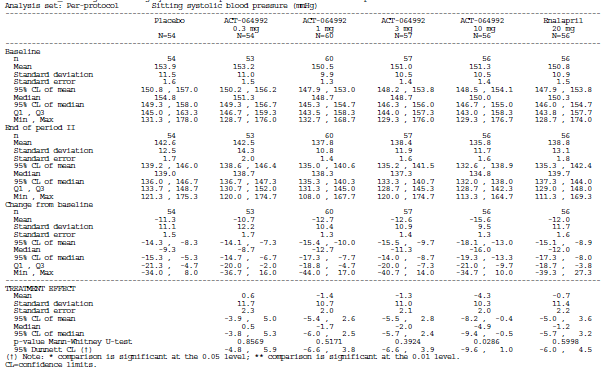 Analysis set: Per-protocol Sitting systolic blood pressure (mmHg)
Placebo ACT-064992 ACT-064992 ACT-064992 ACT-064992 Enalapril
0.3 mg 1 mg 3 mg 10 mg 20 mg
N=54 N=54 N=60 N=57 N=56 N=56
Baseline
n 54 53 60 57 56 56
Mean 153.9 153.2 150.5 151.0 151.3 150.8
Standard deviation 11.5 11.0 9.9 10.5 10.5 10.9
Standard error 1.6 1.5 1.3 1.4 1.4 1.5
95% CL of mean 150.8 , 157.0 150.2 , 156.2 147.9 , 153.0 148.2 , 153.8 148.5 , 154.1 147.9 , 153.8
Median 154.8 151.3 148.7 148.7 150.0 150.3
95% CL of median 149.3 , 158.0 149.3 , 156.7 145.3 , 154.7 146.3 , 156.0 146.7 , 155.0 146.0 , 154.7
Q1 , Q3 145.0 , 163.3 146.7 , 159.3 143.5 , 158.3 144.0 , 157.3 143.0 , 158.3 143.8 , 157.7
Min , Max 131.3 , 178.0 128.7 , 176.0 132.7 , 168.7 129.3 , 176.0 129.3 , 176.7 128.7 , 174.0
End of period II
n 54 53 60 57 56 56
Mean 142.6 142.5 137.8 138.4 135.8 138.8
Standard deviation 12.5 14.3 10.8 11.9 11.7 13.1
Standard error 1.7 2.0 1.4 1.6 1.6 1.8
95% CL of mean 139.2 , 146.0 138.6 , 146.4 135.0 , 140.6 135.2 , 141.5 132.6 , 138.9 135.3 , 142.4
Median 139.0 138.7 138.3 137.3 134.8 139.7
95% CL of median 136.0 , 146.7 136.7 , 147.3 135.3 , 140.3 133.3 , 140.7 132.0 , 138.0 137.3 , 144.0
Q1 , Q3 133.7 , 148.7 130.7 , 152.0 131.3 , 145.0 128.7 , 145.3 128.7 , 142.3 129.0 , 148.0
Min , Max 121.3 , 175.3 120.0 , 174.7 108.0 , 167.7 120.0 , 174.7 113.3 , 164.7 111.3 , 169.3
Change from baseline
n 54 53 60 57 56 56
Mean -11.3 -10.7 -12.7 -12.6 -15.6 -12.0
Standard deviation 11.1 12.2 10.4 10.9 9.5 11.7
Standard error 1.5 1.7 1.3 1.4 1.3 1.6
95% CL of mean -14.3 , -8.3 -14.1 , -7.3 -15.4 , -10.0 -15.5 , -9.7 -18.1 , -13.0 -15.1 , -8.9
Median -9.3 -8.7 -12.7 -11.3 -16.0 -12.0
95% CL of median -15.3 , -5.3 -14.7 , -6.7 -17.3 , -7.7 -14.0 , -8.7 -19.3 , -13.3 -17.3 , -8.0
Q1 , Q3 -21.3 , -4.7 -20.0 , -2.0 -18.8 , -4.7 -20.0 , -7.3 -21.0 , -9.7 -18.7 , -3.8
Min , Max -34.0 , 8.0 -36.7 , 16.0 -44.0 , 17.0 -40.7 , 14.0 -34.7 , 10.0 -39.3 , 27.3
TREATMENT EFFECT
Mean 0.6 -1.4 -1.3 -4.3 -0.7
Standard deviation 11.7 10.7 11.0 10.3 11.4
Standard error 2.3 2.0 2.1 2.0 2.2
95% CL of mean -3.9 , 5.0 -5.4 , 2.6 -5.5 , 2.8 -8.2 , -0.4 -5.0 , 3.6
Median 0.5 -1.7 -2.0 -4.9 -1.2
95% CL of median -3.8 , 5.3 -6.0 , 2.5 -5.7 , 2.4 -9.4 , -0.5 -5.7 , 3.2
p-value Mann-Whitney U-test 0.8569 0.5171 0.3924 0.0286 0.5998
95% Dunnett CL (†) -4.8 , 5.9 -6.6 , 3.8 -6.6 , 3.9 -9.6 , 1.0 -6.0 , 4.5
(†) Note: * comparison is significant at the 0.05 level; ** comparison is significant at the 0.01 level.
CL=confidence limits.